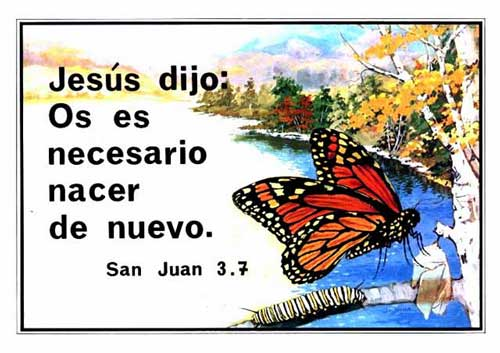 Jesús dijo:
Os es
necesario
nacer
de nuevo.
San Juan 3.7